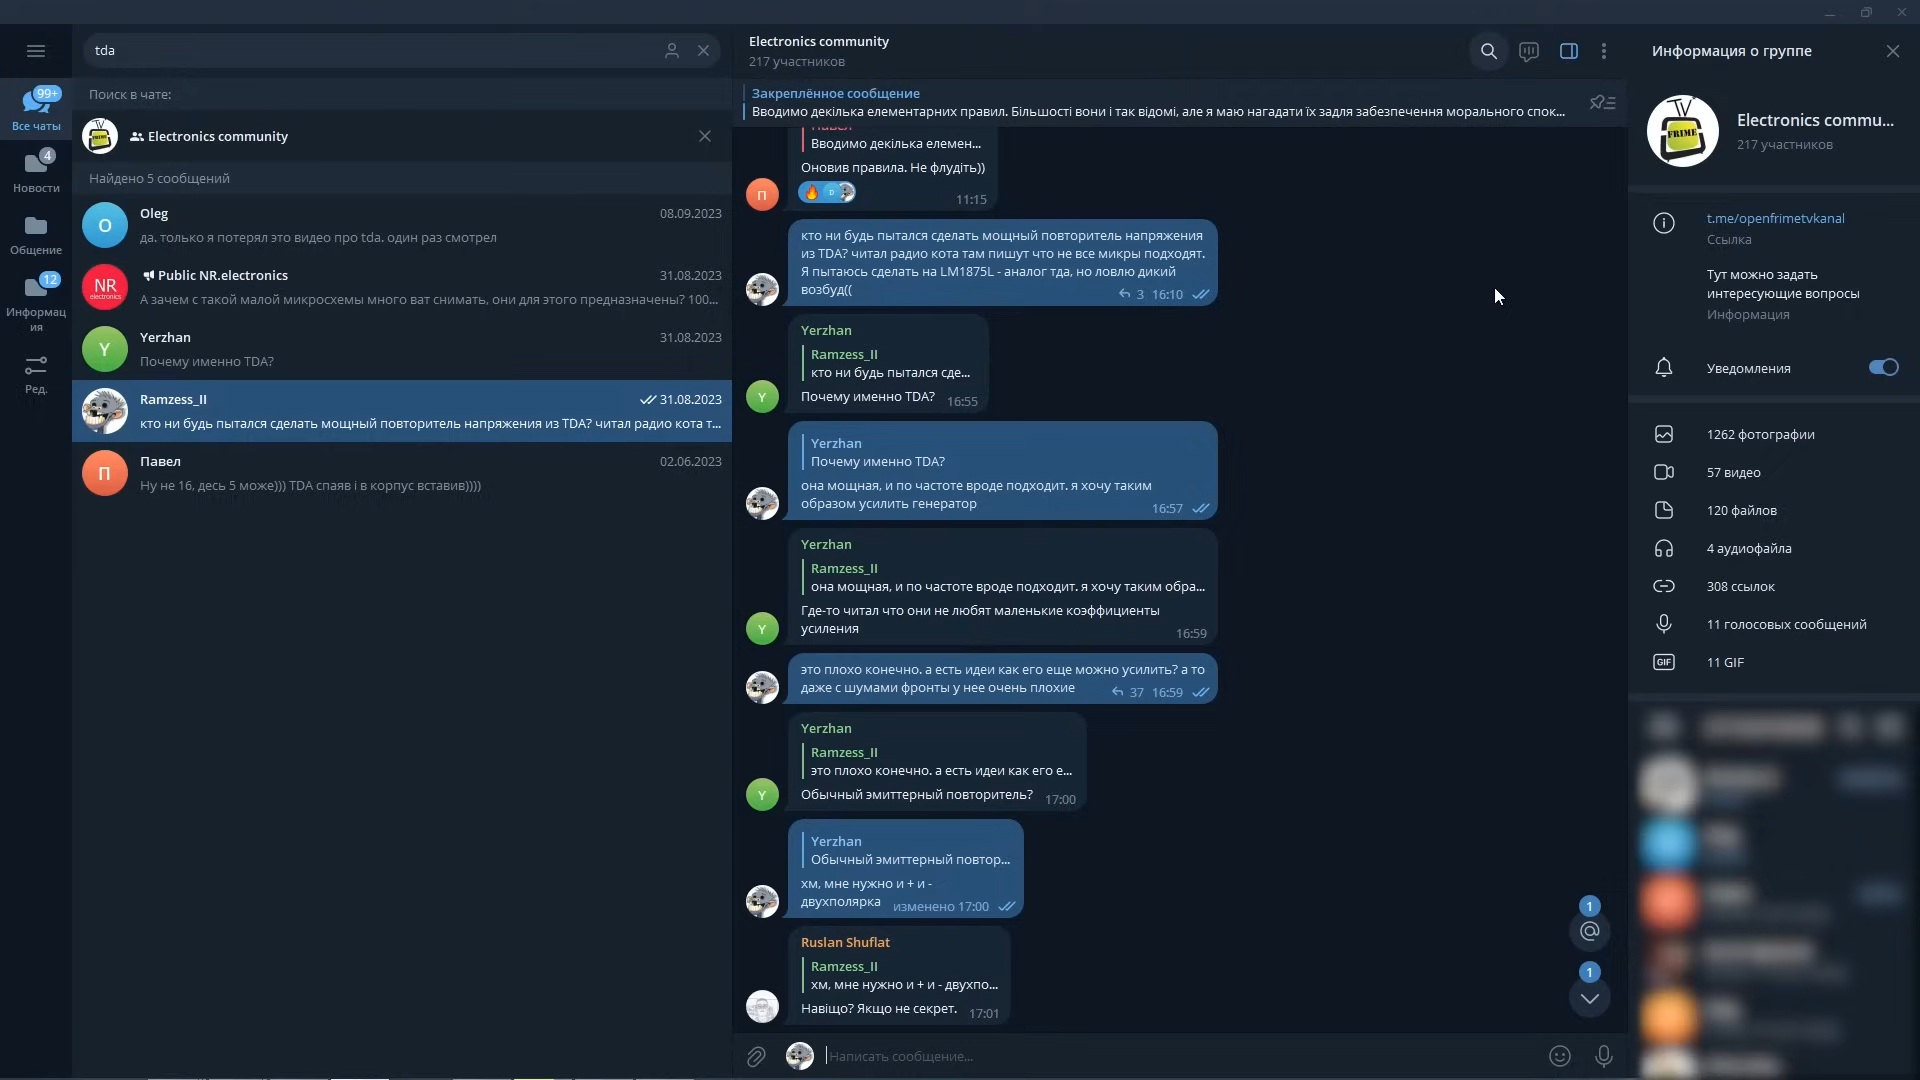 tda
Поиск в чате:
Electronics community
Найдено 5 сообщений
99+
Все чаты
4
Новости
Общение
12
Информац
ия
Ред.
TV
FRIME
O
Oleg
08.09.2023
да. только я потерял это видео про tda. один раз смотрел
NR
electronics
Public NR.electronics
31.08.2023
А зачем с такой малой микросхемы много ват снимать, они для этого предназначены? 100...
Y
Yerzhan
31.08.2023
Почему именно TDA?
Ramzess_II
31.08.2023
кто ни будь пытался сделать мощный повторитель напряжения из TDA? читал радио кота т...
П
Павел
02.06.2023
Ну не 16, десь 5 може))) TDA спаяв і в корпус вставив))))
Electronics community
217 участников
Закреплённое сообщение
Вводимо декілька елементарних правил. Більшості вони і так відомі, але я маю нагадати їх задля забезпечення морального спок...
Вводимо декілька елемен...
Оновив правила. Не флудіть))
D
11:15
П
кто ни будь пытался сделать мощный повторитель напряжения
из TDA? читал радио кота там пишут что не все микры подходят.
Я пытаюсь сделать на LM1875L - аналог тда, но ловлю дикий
возбуд((
3 16:10
Yerzhan
Ramzess_II
кто ни будь пытался сде...
Почему именно TDA?
16:55
Y
Yerzhan
Почему именно TDA?
она мощная, и по частоте вроде подходит. я хочу таким
образом усилить генератор
16:57
Yerzhan
Ramzess_II
она мощная, и по частоте вроде подходит. я хочу таким обра...
Где-то читал что они не любят маленькие коэффициенты
усиления
16:59
Y
это плохо конечно. а есть идеи как его еще можно усилить? а то
даже с шумами фронты у нее очень плохие
37 16:59
Yerzhan
Ramzess_II
это плохо конечно. а есть идеи как его е...
Обычный эмиттерный повторитель?
17:00
Y
Yerzhan
Обычный эмиттерный повтор...
хм, мне нужно и + и -
двухполярка
изменено 17:00
Ruslan Shuflat
Ramzess_II
хм, мне нужно и + и - двухпо...
Навіщо? Якщо не секрет.
17:01
1
@
1
Написать сообщение...
Информация о группе
TV
FRIME
Electronics commu...
217 участников
t.me/openfrimetvkanal
Ссылка
Тут можно задать
интересующие вопросы
Информация
Уведомления
1262 фотографии
57 видео
120 файлов
4 аудиофайла
308 ссылок
11 голосовых сообщений
GIF
11 GIF